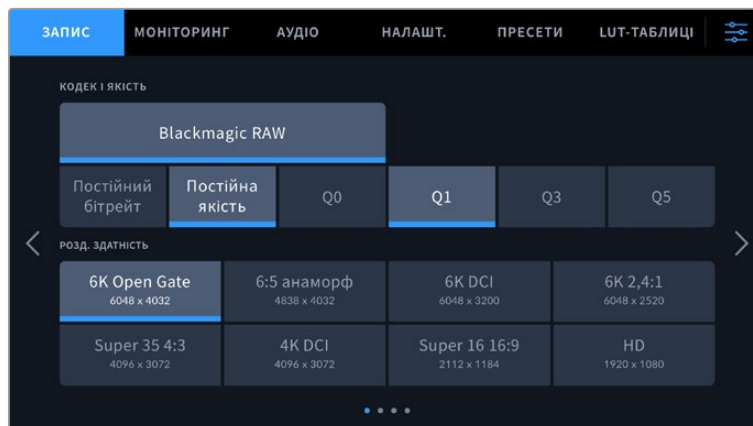 ЗАПИС МОНІТОРИНГ АУДІО НАЛАШТ. ПРЕСЕТИ LUT-ТАБЛИЦІ
КОДЕК І ЯКІСТЬ
Blackmagic RAW
Постійний бітрейт Постійна якість Q0 Q1 Q3 Q5
РОЗД. ЗДАТНІСТЬ
6K Open Gate 6:5 анаморф 6K DCI 6K 2,4:1
6048 x 4032 4838 x 4032 6048 x 3200 6048 x 2520
Super 35 4:3 4K DCI Super 16 16:9 HD
4096 x 3072 4096 x 3072 2112 x 1184 1920 x 1080